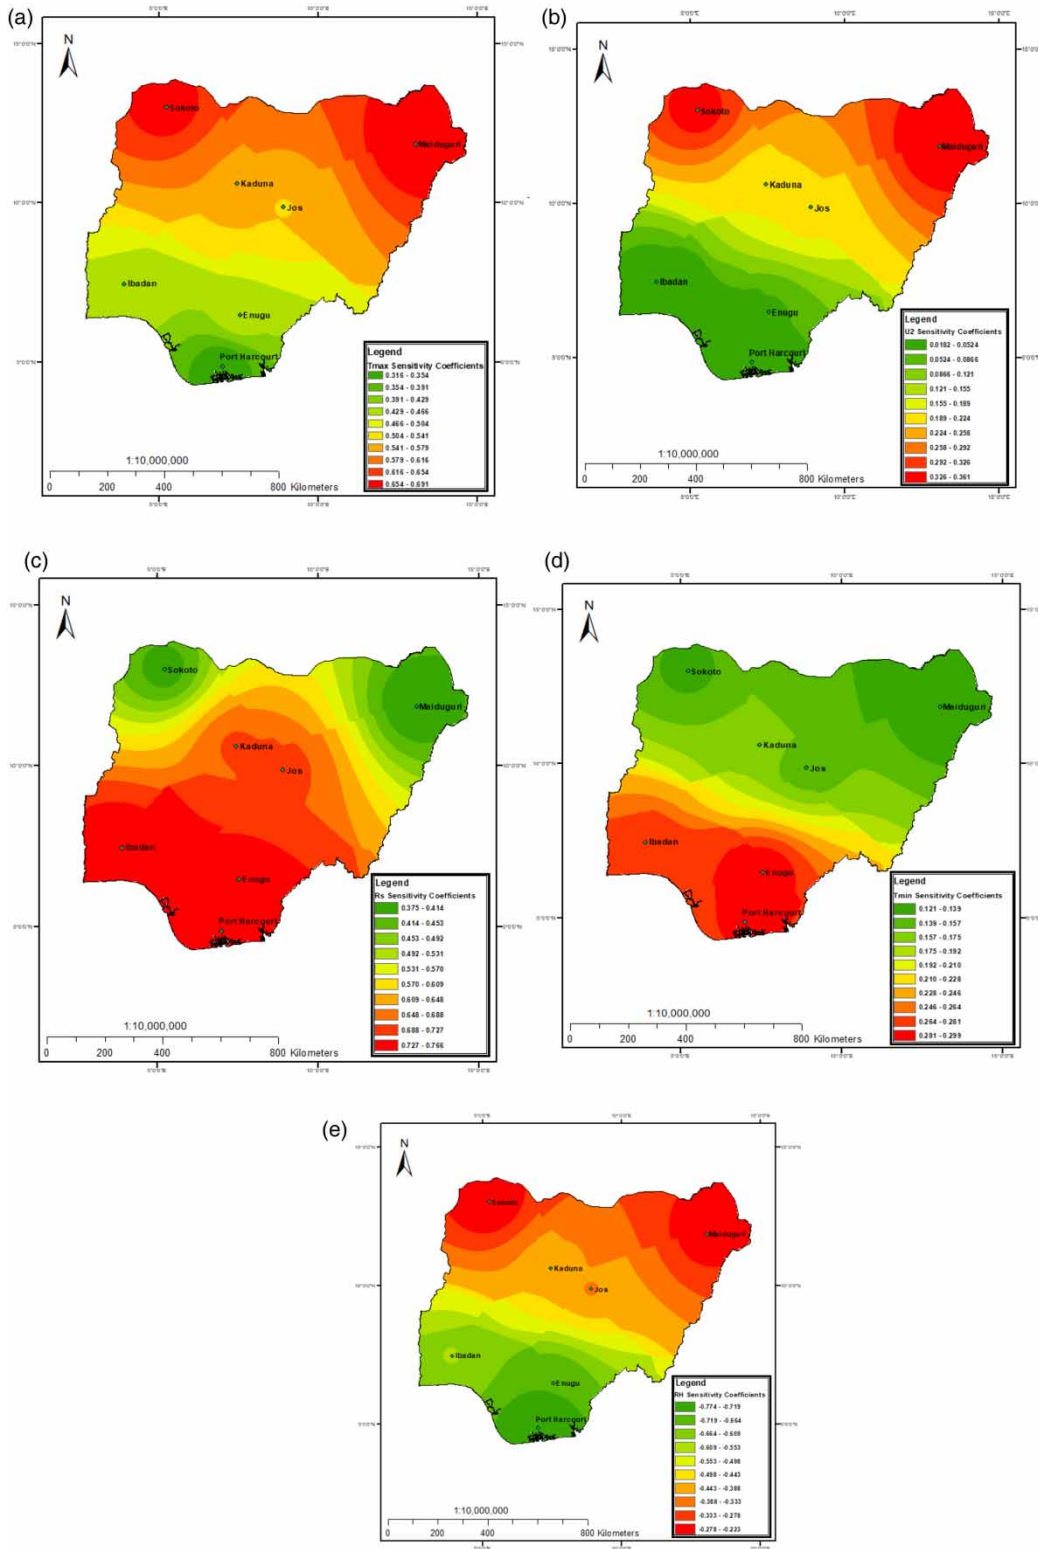 (a)
N
Sokoto
Maiduguri
Kaduna
Jos
Ibadan
Enugu
Port Harcourt
1:10,000,000
0 200 400 800 Kilometers
Legend
Tmax Sensitivity Coefficients
0.316 - 0.354
0.354 - 0.391
0.391 - 0.429
0.429 - 0.466
0.466 - 0.504
0.504 - 0.541
0.541 - 0.579
0.579 - 0.616
0.616 - 0.654
0.654 - 0.691
(b)
N
Sokoto
Maiduguri
Kaduna
Jos
Ibadan
Enugu
Port Harcourt
1:10,000,000
0 200 400 800 Kilometers
Legend
U2 Sensitivity Coefficients
0.0182 - 0.0524
0.0524 - 0.0866
0.0866 - 0.121
0.121 - 0.155
0.155 - 0.189
0.189 - 0.224
0.224 - 0.258
0.258 - 0.292
0.292 - 0.326
0.326 - 0.361
(c)
N
Sokoto
Maiduguri
Kaduna
Jos
Ibadan
Enugu
Port Harcourt
1:10,000,000
0 200 400 800 Kilometers
Legend
Rs Sensitivity Coefficients
0.375 - 0.414
0.414 - 0.453
0.453 - 0.492
0.492 - 0.531
0.531 - 0.570
0.570 - 0.609
0.609 - 0.648
0.648 - 0.688
0.688 - 0.727
0.727 - 0.766
(d)
N
Sokoto
Maiduguri
Kaduna
Jos
Ibadan
Enugu
Port Harcourt
1:10,000,000
0 200 400 800 Kilometers
Legend
Tmin Sensitivity Coefficients
0.121 - 0.139
0.139 - 0.157
0.157 - 0.175
0.175 - 0.192
0.192 - 0.210
0.210 - 0.228
0.228 - 0.246
0.246 - 0.264
0.264 - 0.281
0.281 - 0.299
(e)
N
Sokoto
Maiduguri
Kaduna
Jos
Ibadan
Enugu
Port Harcourt
1:10,000,000
0 200 400 800 Kilometers
Legend
RH Sensitivity Coefficients
-0.774 - -0.719
-0.719 - -0.664
-0.664 - -0.609
-0.609 - -0.553
-0.553 - -0.498
-0.498 - -0.443
-0.443 - -0.388
-0.388 - -0.333
-0.333 - -0.278
-0.278 - -0.223